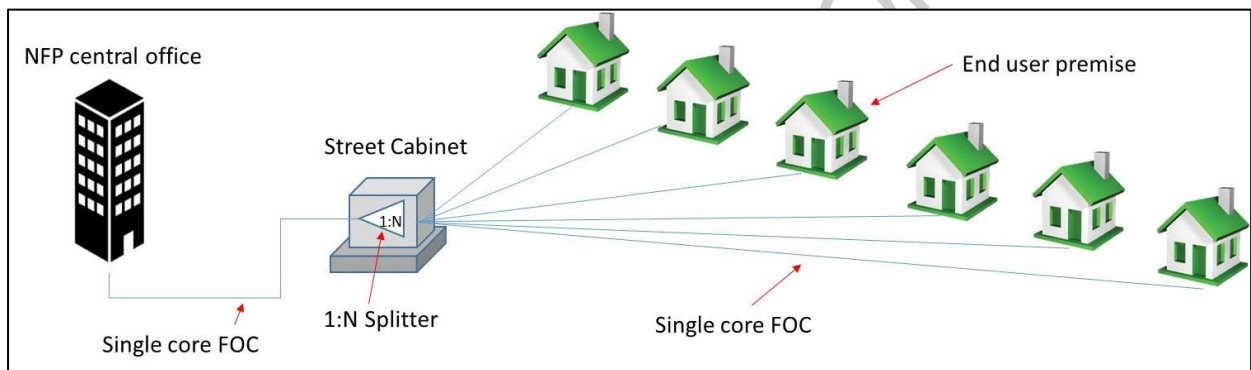 NFP central office
End user premise
Street Cabinet
1:N
1:N Splitter
Single core FOC
Single core FOC